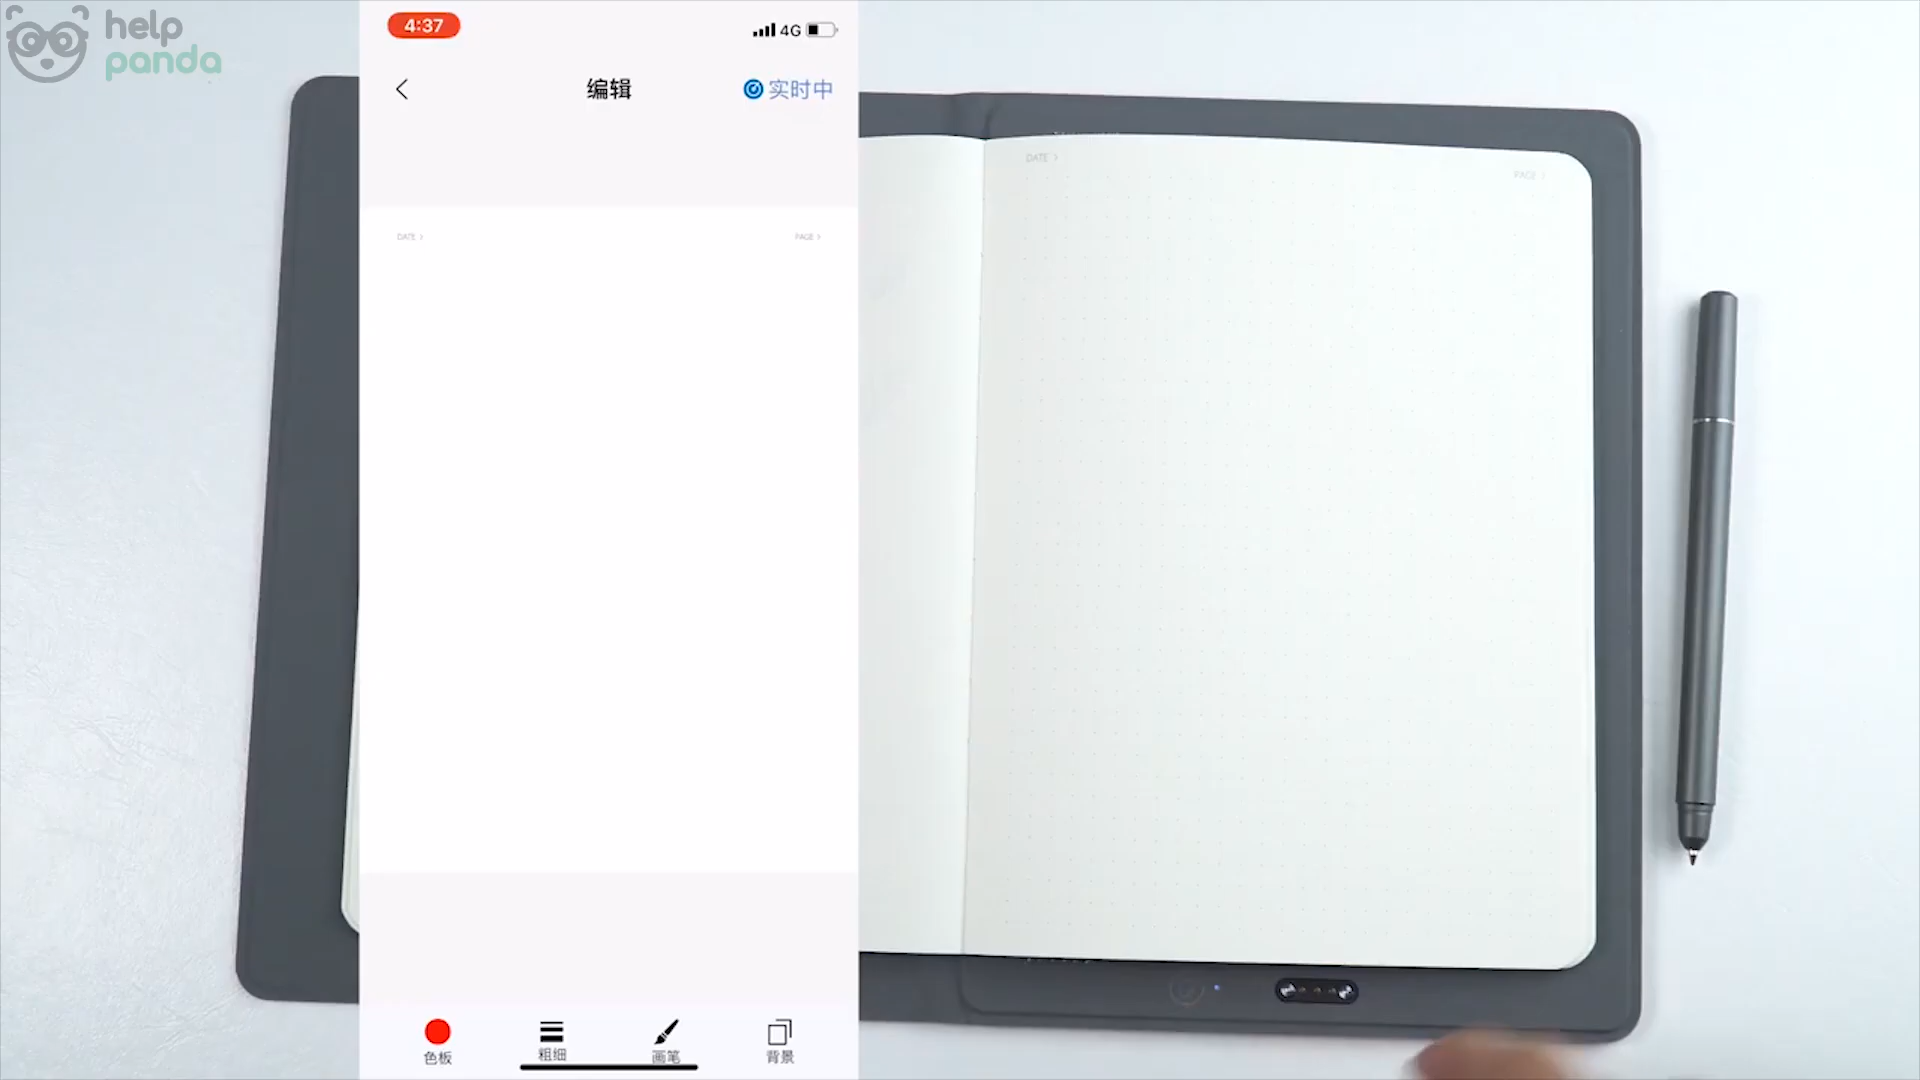 help
panda
4:37
4G
编辑
实时中
DATE >
PAGE >
DATE >
PAGE >
色板
粗细
画笔
背景